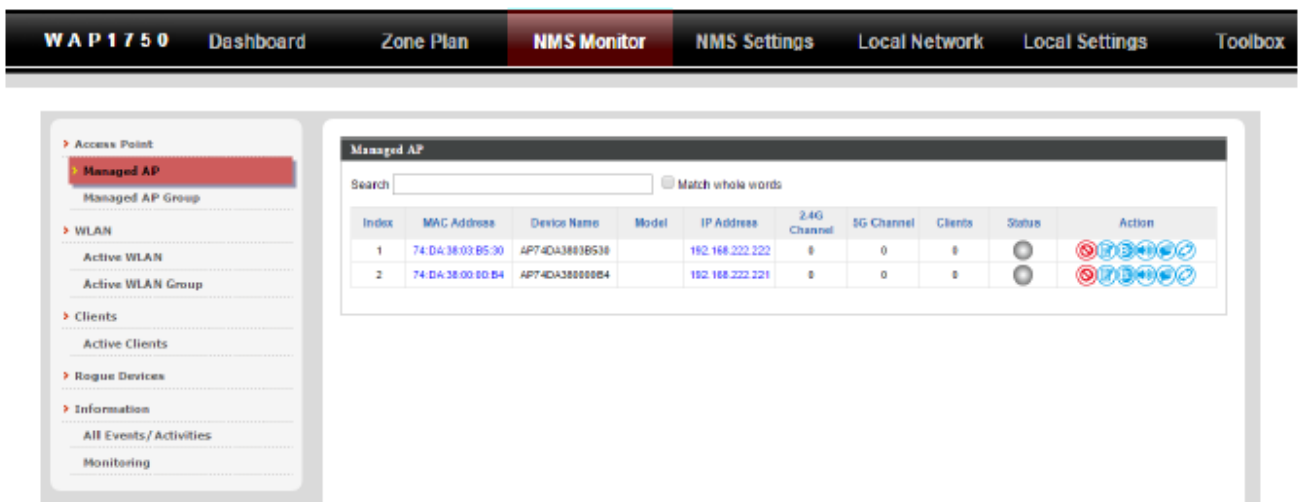 WAP1750 Dashboard Zone Plan NMS Monitor NMS Settings Local Network Local Settings Toolbox
Access Point
Managed AP
Managed AP Group
WLAN
Active WLAN
Active WLAN Group
Clients
Active Clients
Rogue Devices
Information
All Events/Activities
Monitoring
Managed AP
Search Match whole words
Index MAC Address Device Name Model IP Address 2.4G Channel 5G Channel Clients Status Action
1 74:DA:38:03:B5:30 AP74DA3803B530 192.168.222.222 0 0 0
2 74:DA:38:00:00:B4 AP74DA380000B4 192.168.222.221 0 0 0